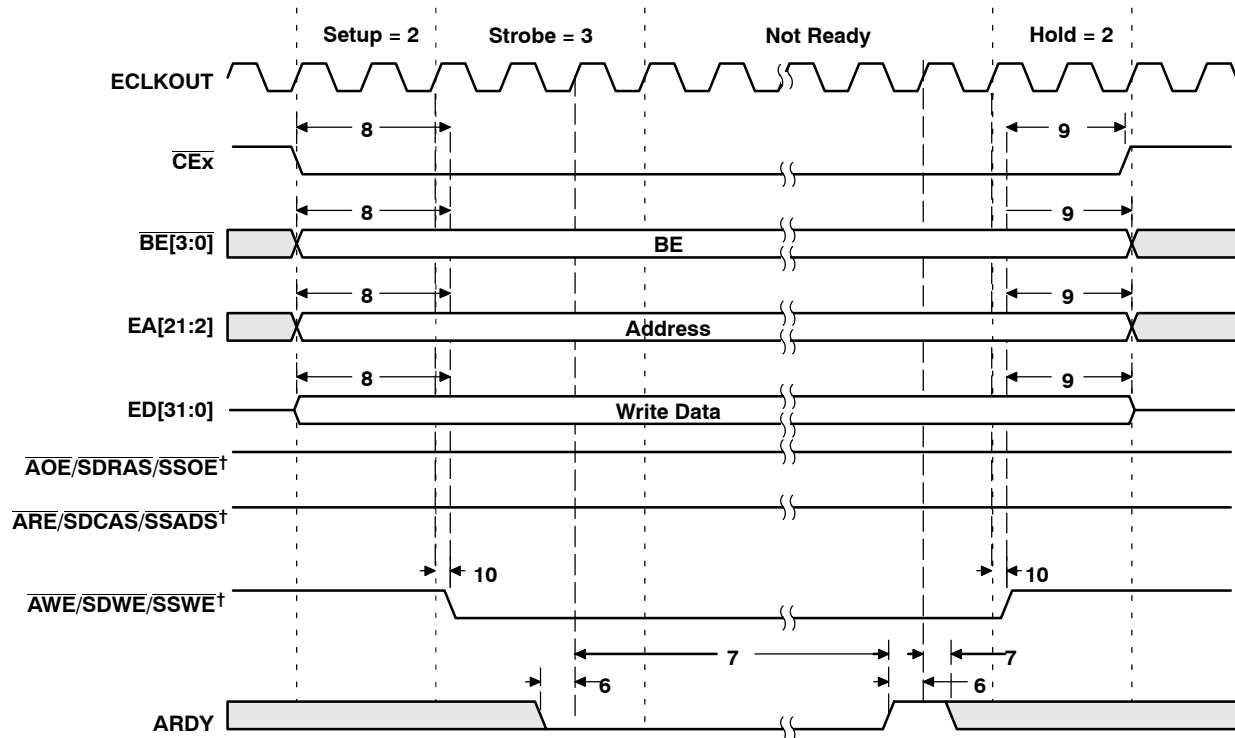 Setup = 2 Strobe = 3 Not Ready Hold = 2
ECLKOUT
8 9
CEx
8 9
BE[3:0] BE
8 9
EA[21:2] Address
8 9
ED[31:0] Write Data
AOE/SDRAS/SSOE†
ARE/SDCAS/SSADS†
10 10
AWE/SDWE/SSWE†
7 7
6 6
ARDY